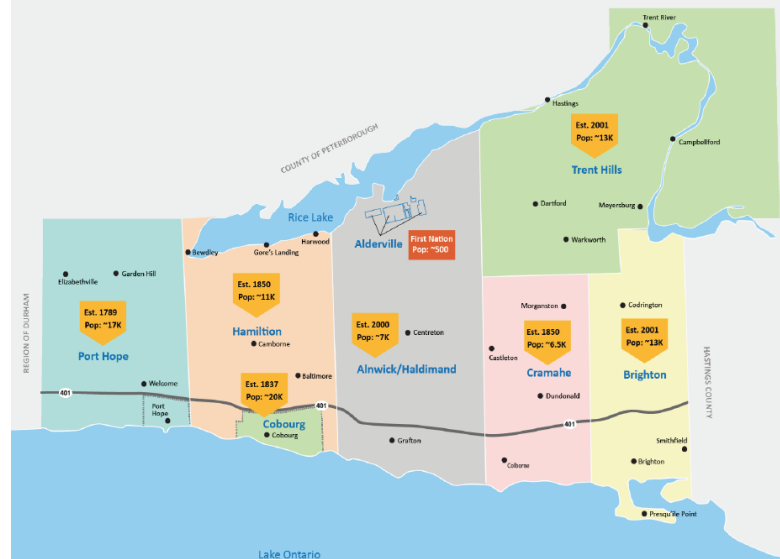 Trent River
Hastings
Est. 2001
Pop: ~13K
Campbellford
Trent Hills
COUNTY OF PETERBOROUGH
Dartford
Meyersburg
Warkworth
Rice Lake
Harwood
Gore's Landing
Bewdley
Alderville
First Nation
Pop: ~500
Elizabethville
Garden Hill
Est. 1789
Pop: ~17K
Port Hope
Est. 1850
Pop: ~11K
Hamilton
Camborne
Est. 2000
Pop: ~7K
Centreton
Alnwick/Haldimand
Morganston
Est. 1850
Pop: ~6.5K
Castleton
Cramahe
Codrington
Est. 2001
Pop: ~13K
Brighton
REGION OF DURHAM
HASTINGS COUNTY
Welcome
Baltimore
Est. 1837
Pop: ~20K
Dundonald
401
401
401
Port
Hope
Cobourg
Cobourg
Grafton
Colborne
Smithfield
Brighton
Presqu'ile Point
Lake Ontario